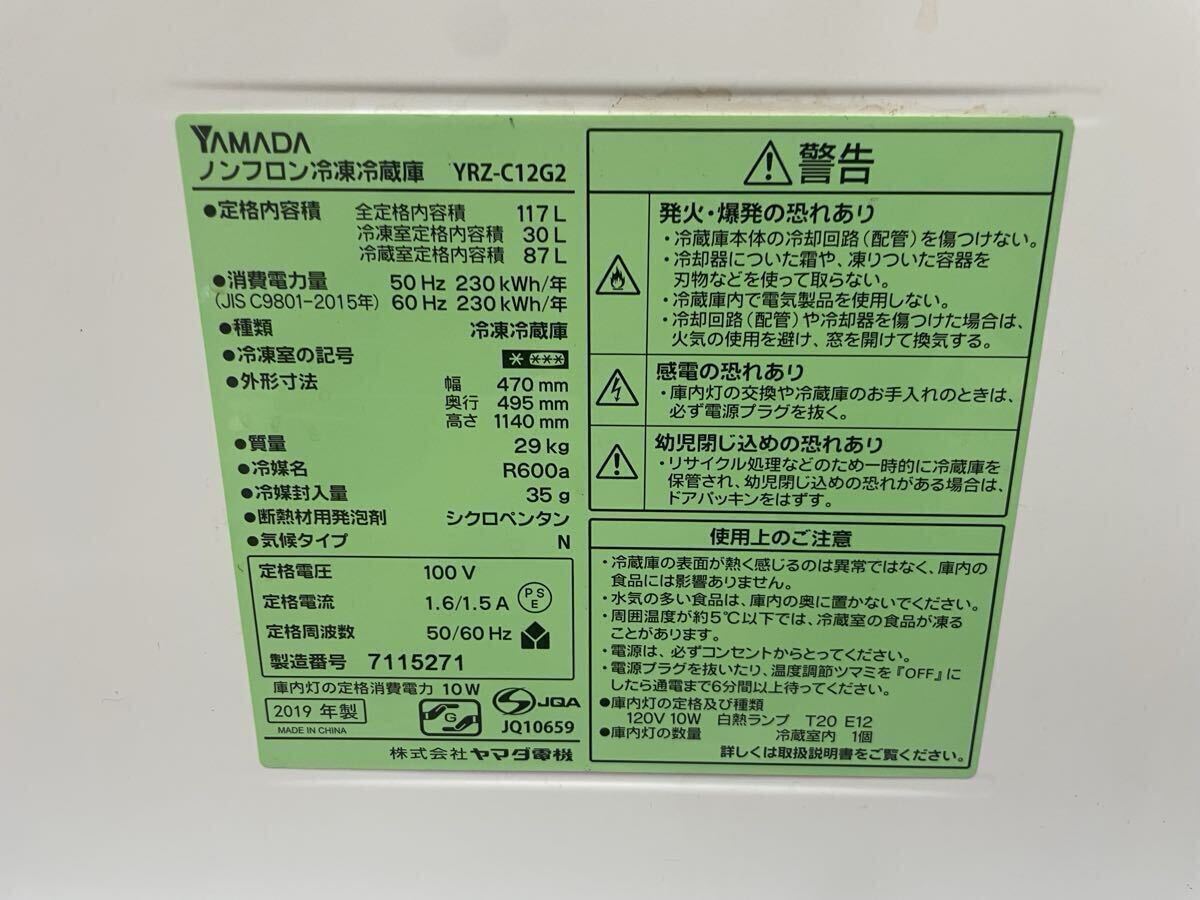 YAMADA
ノンフロン冷凍冷蔵庫 YRZ-C12G2
●定格内容積 全定格内容積 117 L
冷凍室定格内容積 30 L
冷蔵室定格内容積 87 L
●消費電力量 50 Hz 230 kWh/年
(JIS C9801-2015年) 60 Hz 230 kWh/年
●種類 冷凍冷蔵庫
●冷凍室の記号
●外形寸法 幅 470 mm
奥行 495 mm
高さ 1140 mm
●質量 29 kg
●冷媒名 R600a
●冷媒封入量 35 g
●断熱材用発泡剤 シクロペンタン
●気候タイプ N
定格電圧 100 V
定格電流 1.6/1.5 A PSE
定格周波数 50/60 Hz
製造番号 7115271
庫内灯の定格消費電力 10W
2019 年製
MADE IN CHINA
G
S JQA
JQ10659
株式会社 ヤマダ電機
警告
発火・爆発の恐れあり
・冷蔵庫本体の冷却回路(配管)を傷つけない。
・冷却器についた霜や、凍りついた容器を
刃物などを使って取らない。
・冷蔵庫内で電気製品を使用しない。
・冷却回路(配管)や冷却器を傷つけた場合は、
火気の使用を避け、窓を開けて換気する。
感電の恐れあり
・庫内灯の交換や冷蔵庫のお手入れのときは、
必ず電源プラグを抜く。
幼児閉じ込めの恐れあり
・リサイクル処理などのため一時的に冷蔵庫を
保管され、幼児閉じ込めの恐れがある場合は、
ドアパッキンをはずす。
使用上のご注意
・冷蔵庫の表面が熱く感じるのは異常ではなく、庫内の
食品には影響ありません。
・水気の多い食品は、庫内の奥に置かないでください。
・周囲温度が約5℃以下では、冷蔵室の食品が凍る
ことがあります。
・電源は、必ずコンセントからとってください。
・電源プラグを抜いたり、温度調節ツマミを『OFF』に
したら通電まで6分間以上待ってください。
●庫内灯の定格及び種類
120V 10W 白熱ランプ T20 E12
●庫内灯の数量 冷蔵室内 1個
詳しくは取扱説明書をご覧ください。